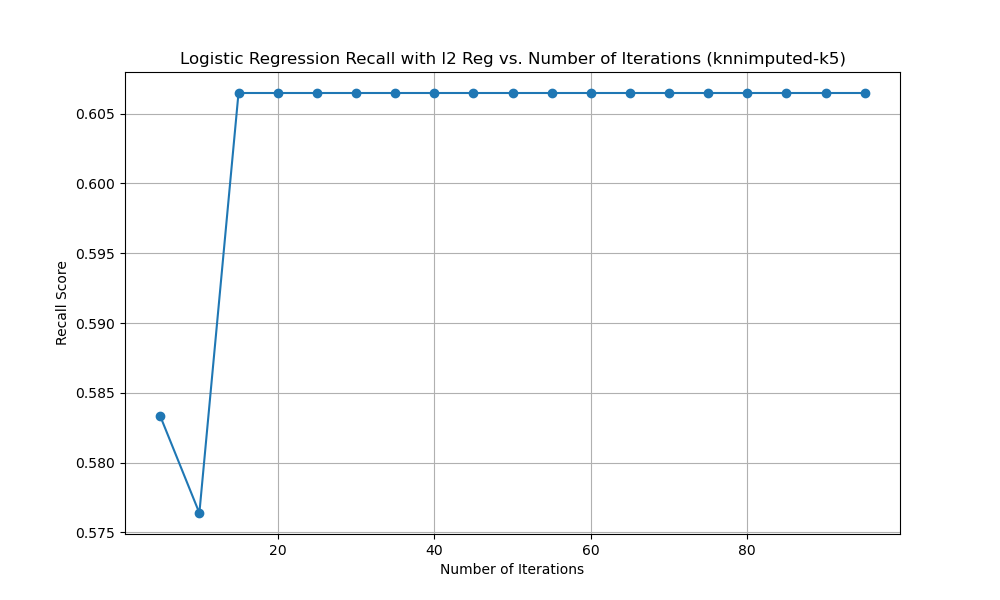 Logistic Regression Recall with l2 Reg vs. Number of Iterations (knnimputed-k5)
Recall Score
0.605
0.600
0.595
0.590
0.585
0.580
0.575
20 40 60 80
Number of Iterations